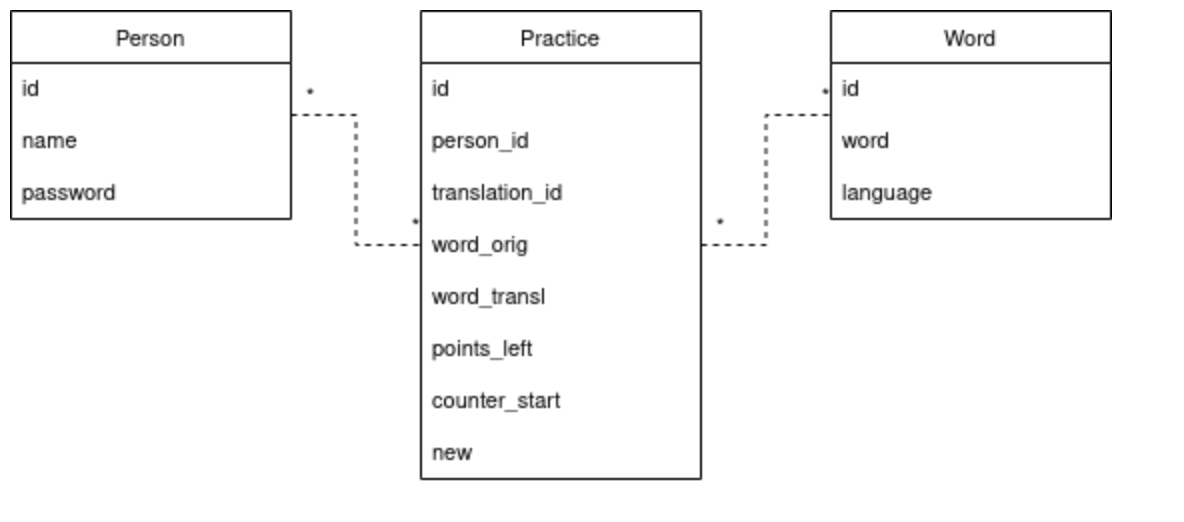 Person
id
name
password
*
*
Practice
id
person_id
translation_id
word_orig
word_transl
points_left
counter_start
new
*
*
Word
id
word
language